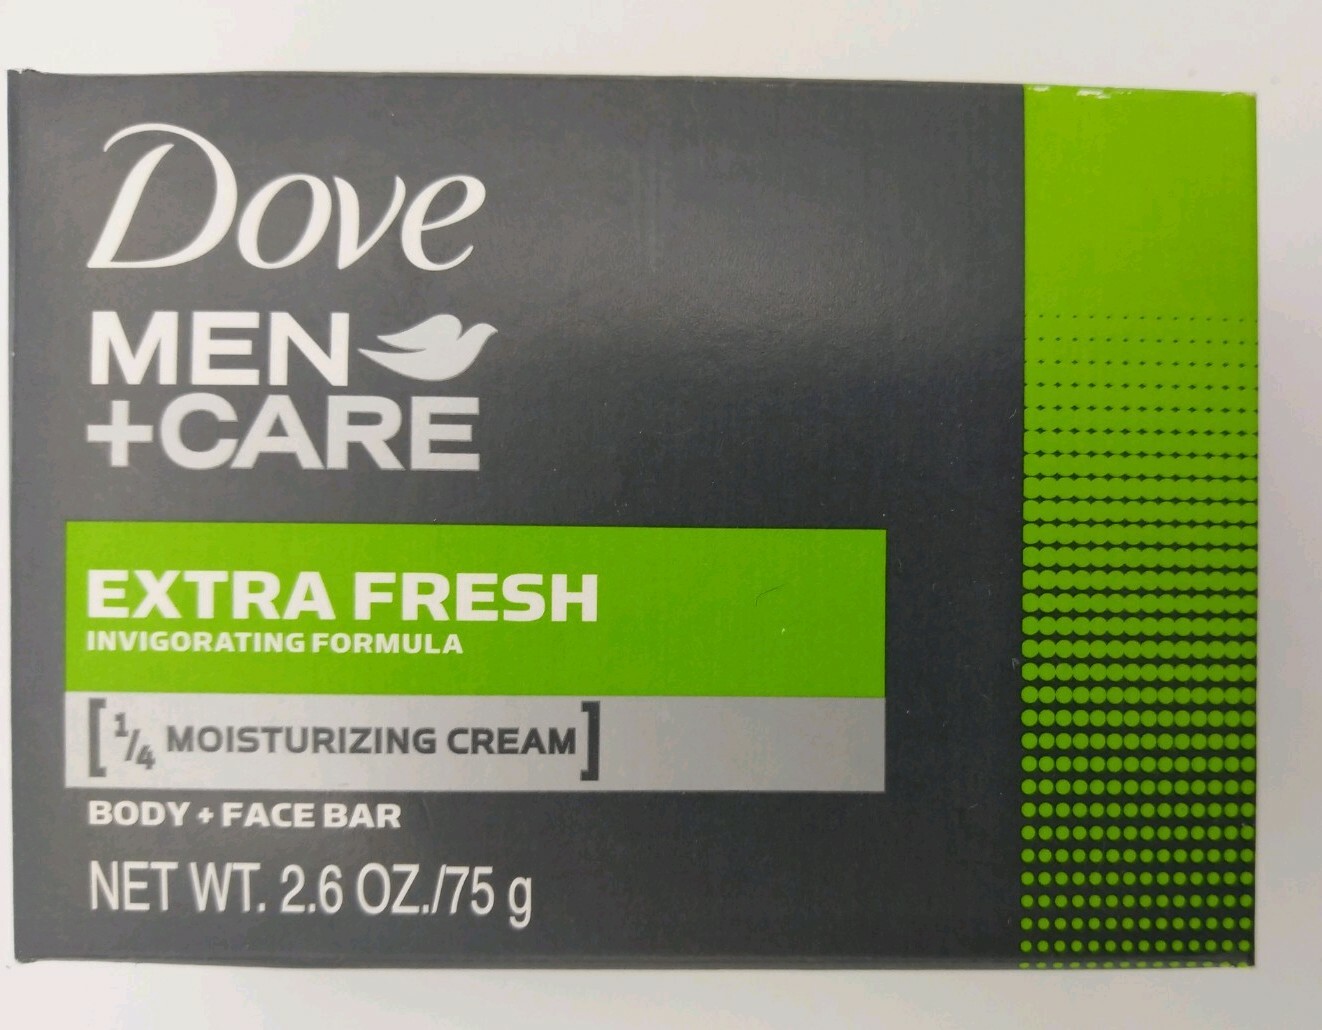 Dove
MEN
+CARE
EXTRA FRESH
INVIGORATING FORMULA
[1/4 MOISTURIZING CREAM]
BODY + FACE BAR
NET WT. 2.6 OZ./75 g